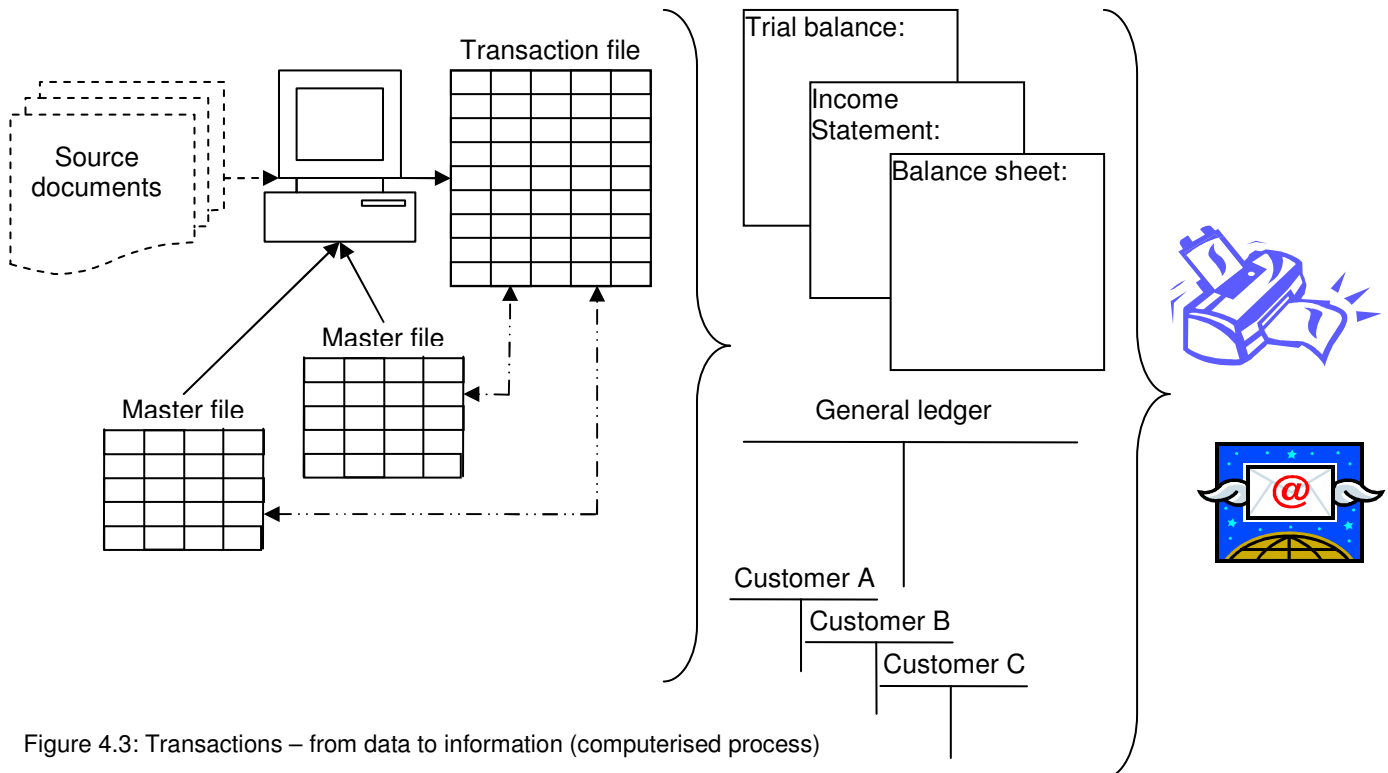 Transaction file
Source
documents
Master file
Master file
Trial balance:
Income
Statement:
Balance sheet:
General ledger
Customer A
Customer B
Customer C
@
Figure 4.3: Transactions – from data to information (computerised process)